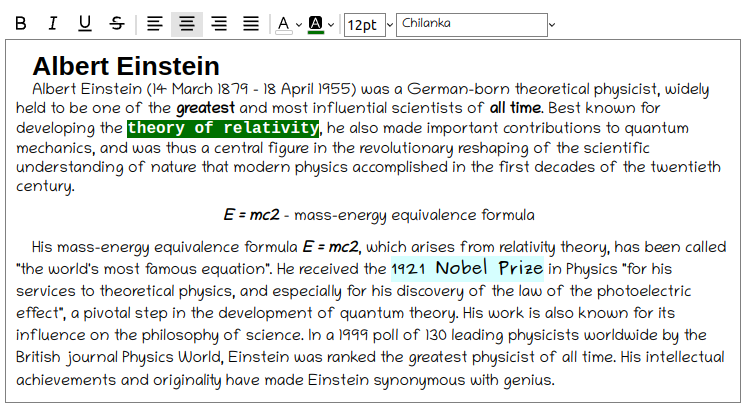 B I U S A A 12pt Chilanka
Albert Einstein
Albert Einstein (14 March 1879 - 18 April 1955) was a German-born theoretical physicist, widely
held to be one of the greatest and most influential scientists of all time. Best known for
developing the theory of relativity, he also made important contributions to quantum
mechanics, and was thus a central figure in the revolutionary reshaping of the scientific
understanding of nature that modern physics accomplished in the first decades of the twentieth
century.
E = mc2 - mass-energy equivalence formula
His mass-energy equivalence formula E = mc2, which arises from relativity theory, has been called
"the world's most famous equation". He received the 1921 Nobel Prize in Physics "for his
services to theoretical physics, and especially for his discovery of the law of the photoelectric
effect", a pivotal step in the development of quantum theory. His work is also known for its
influence on the philosophy of science. In a 1999 poll of 130 leading physicists worldwide by the
British journal Physics World, Einstein was ranked the greatest physicist of all time. His intellectual
achievements and originality have made Einstein synonymous with genius.